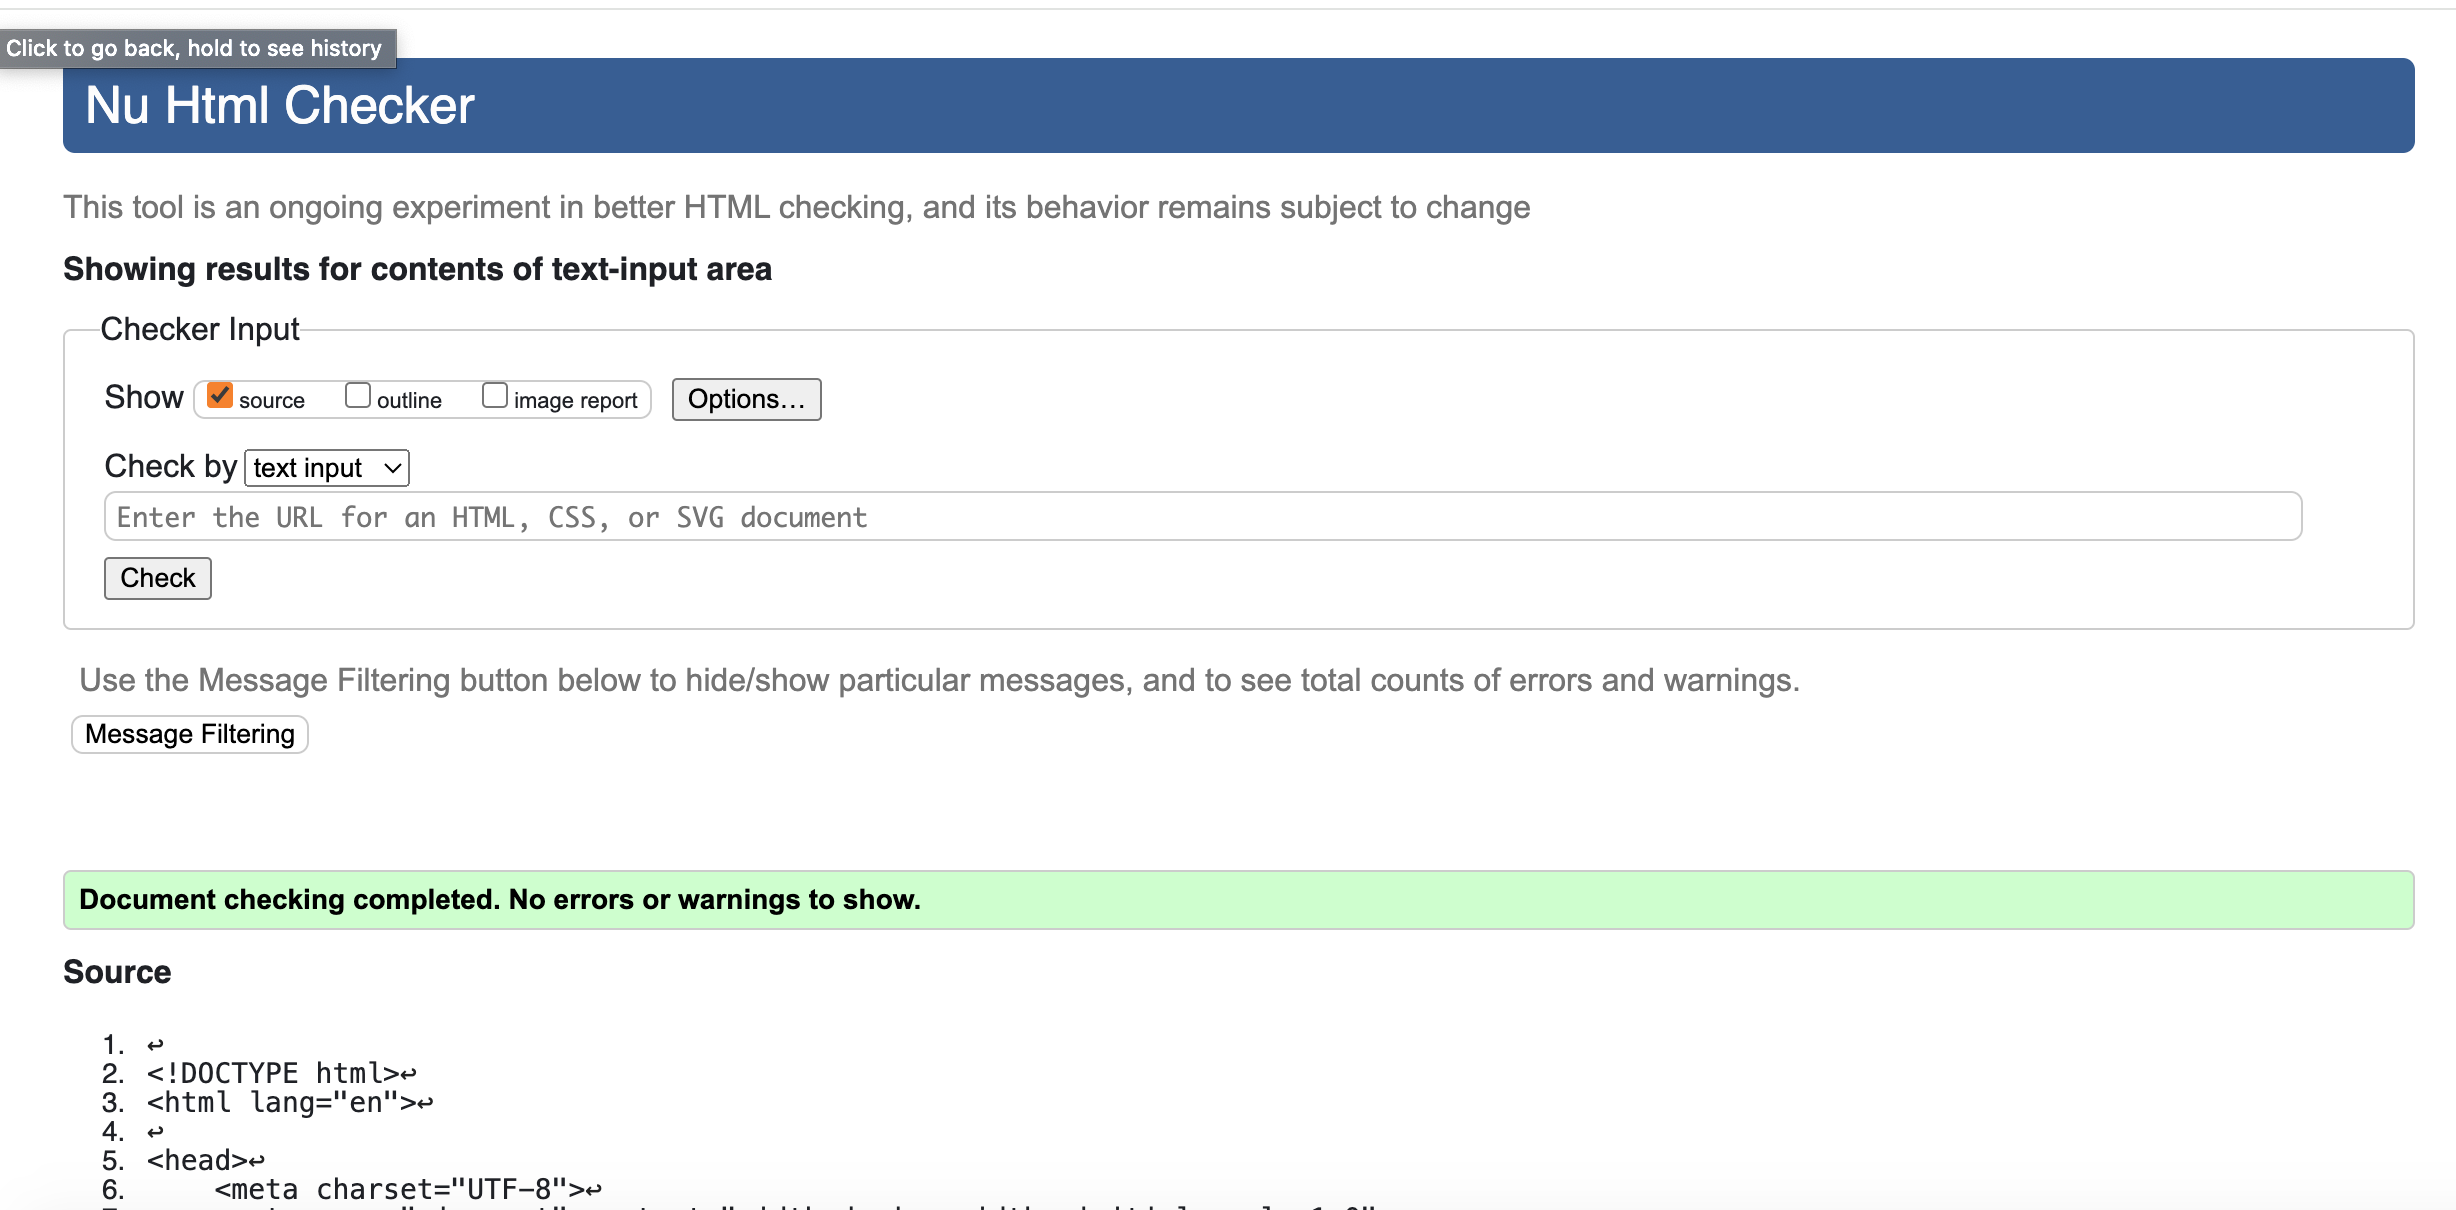 Click to go back, hold to see history
Nu Html Checker
This tool is an ongoing experiment in better HTML checking, and its behavior remains subject to change
Showing results for contents of text-input area
Checker Input
Show source outline image report Options...
Check by text input
Enter the URL for an HTML, CSS, or SVG document
Check
Use the Message Filtering button below to hide/show particular messages, and to see total counts of errors and warnings.
Message Filtering
Document checking completed. No errors or warnings to show.
Source
1. ↩
2. <!DOCTYPE html>↩
3. <html lang="en">↩
4. ↩
5. <head>↩
6. <meta charset="UTF-8">↩